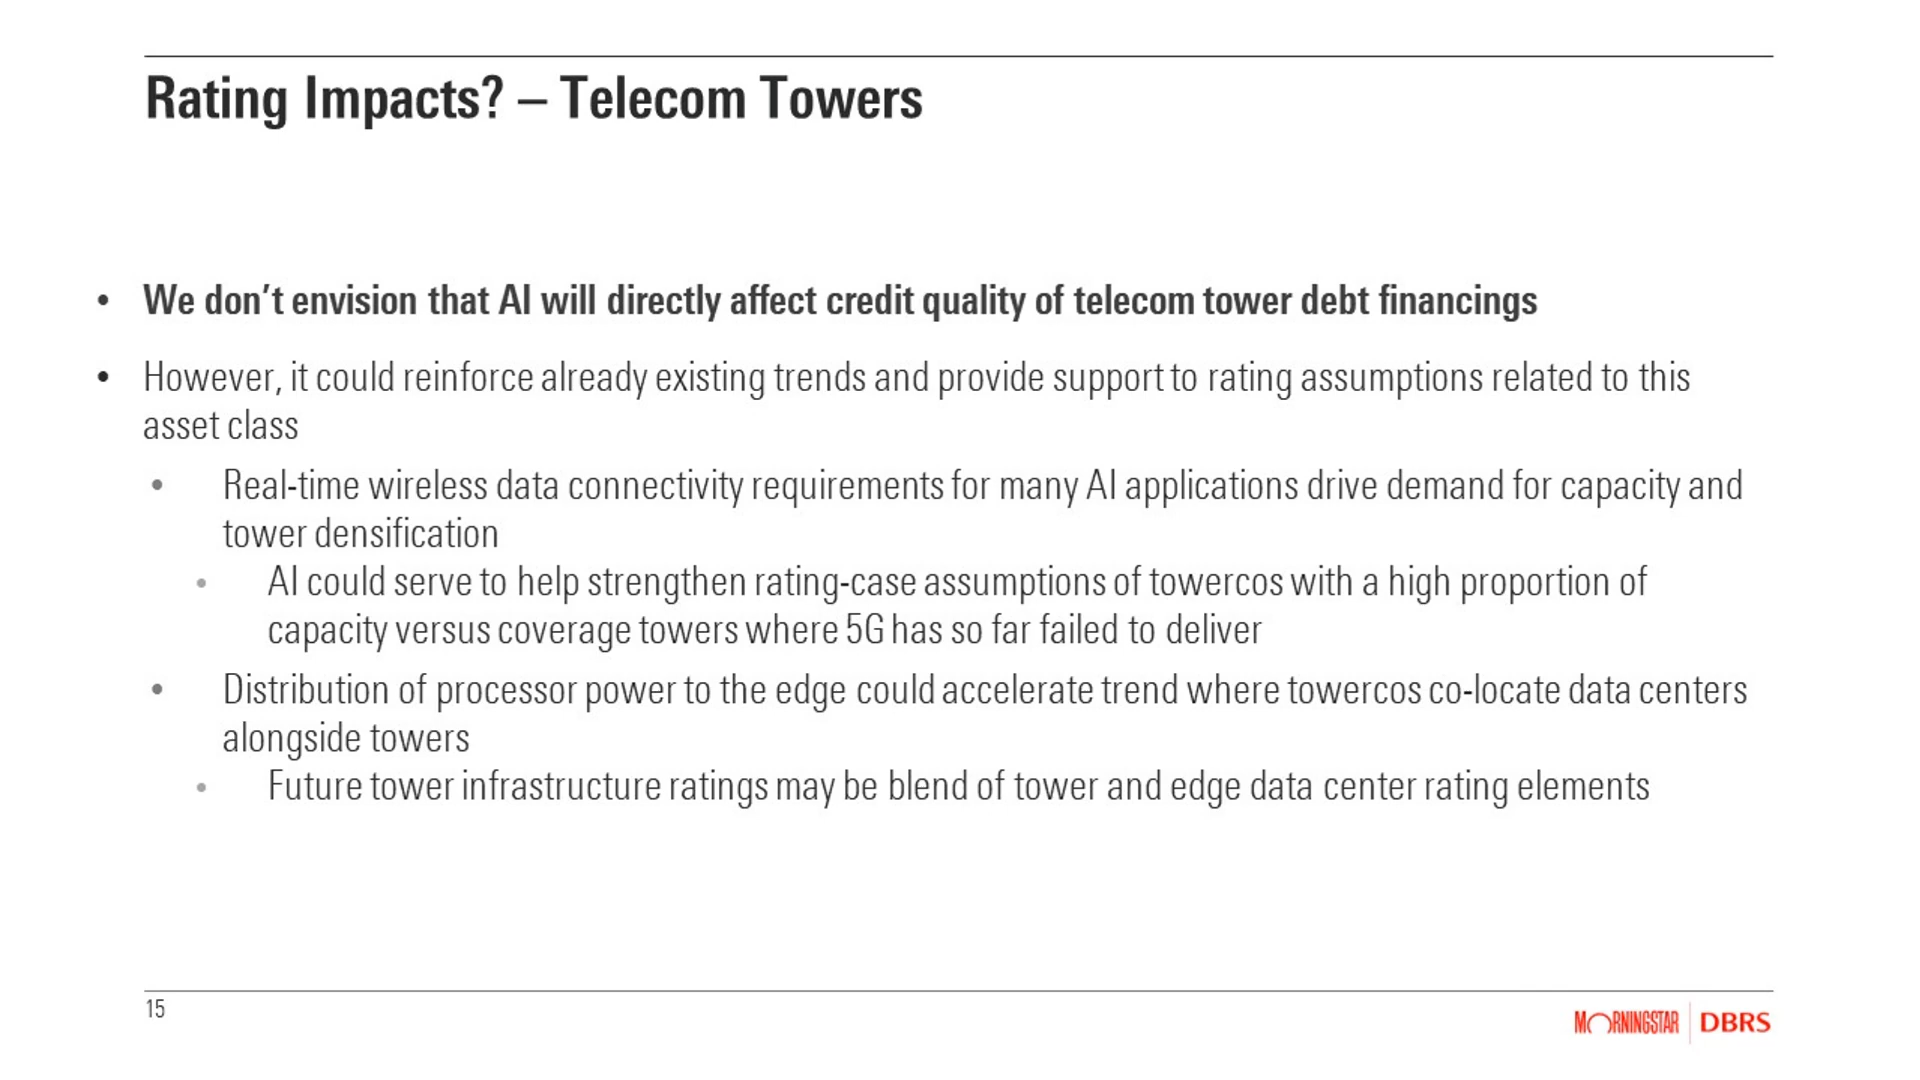 Rating Impacts? – Telecom Towers
• We don't envision that AI will directly affect credit quality of telecom tower debt financings
• However, it could reinforce already existing trends and provide support to rating assumptions related to this
asset class
• Real-time wireless data connectivity requirements for many AI applications drive demand for capacity and
tower densification
• AI could serve to help strengthen rating-case assumptions of towercos with a high proportion of
capacity versus coverage towers where 5G has so far failed to deliver
• Distribution of processor power to the edge could accelerate trend where towercos co-locate data centers
alongside towers
• Future tower infrastructure ratings may be blend of tower and edge data center rating elements
15
MORNINGSTAR DBRS